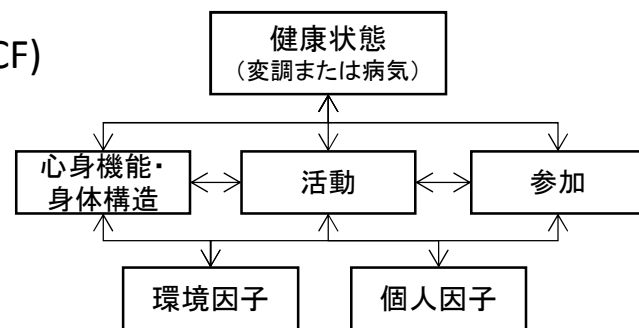 CF)
健康状態
(変調または病気)
心身機能・
身体構造
活動
参加
環境因子
個人因子